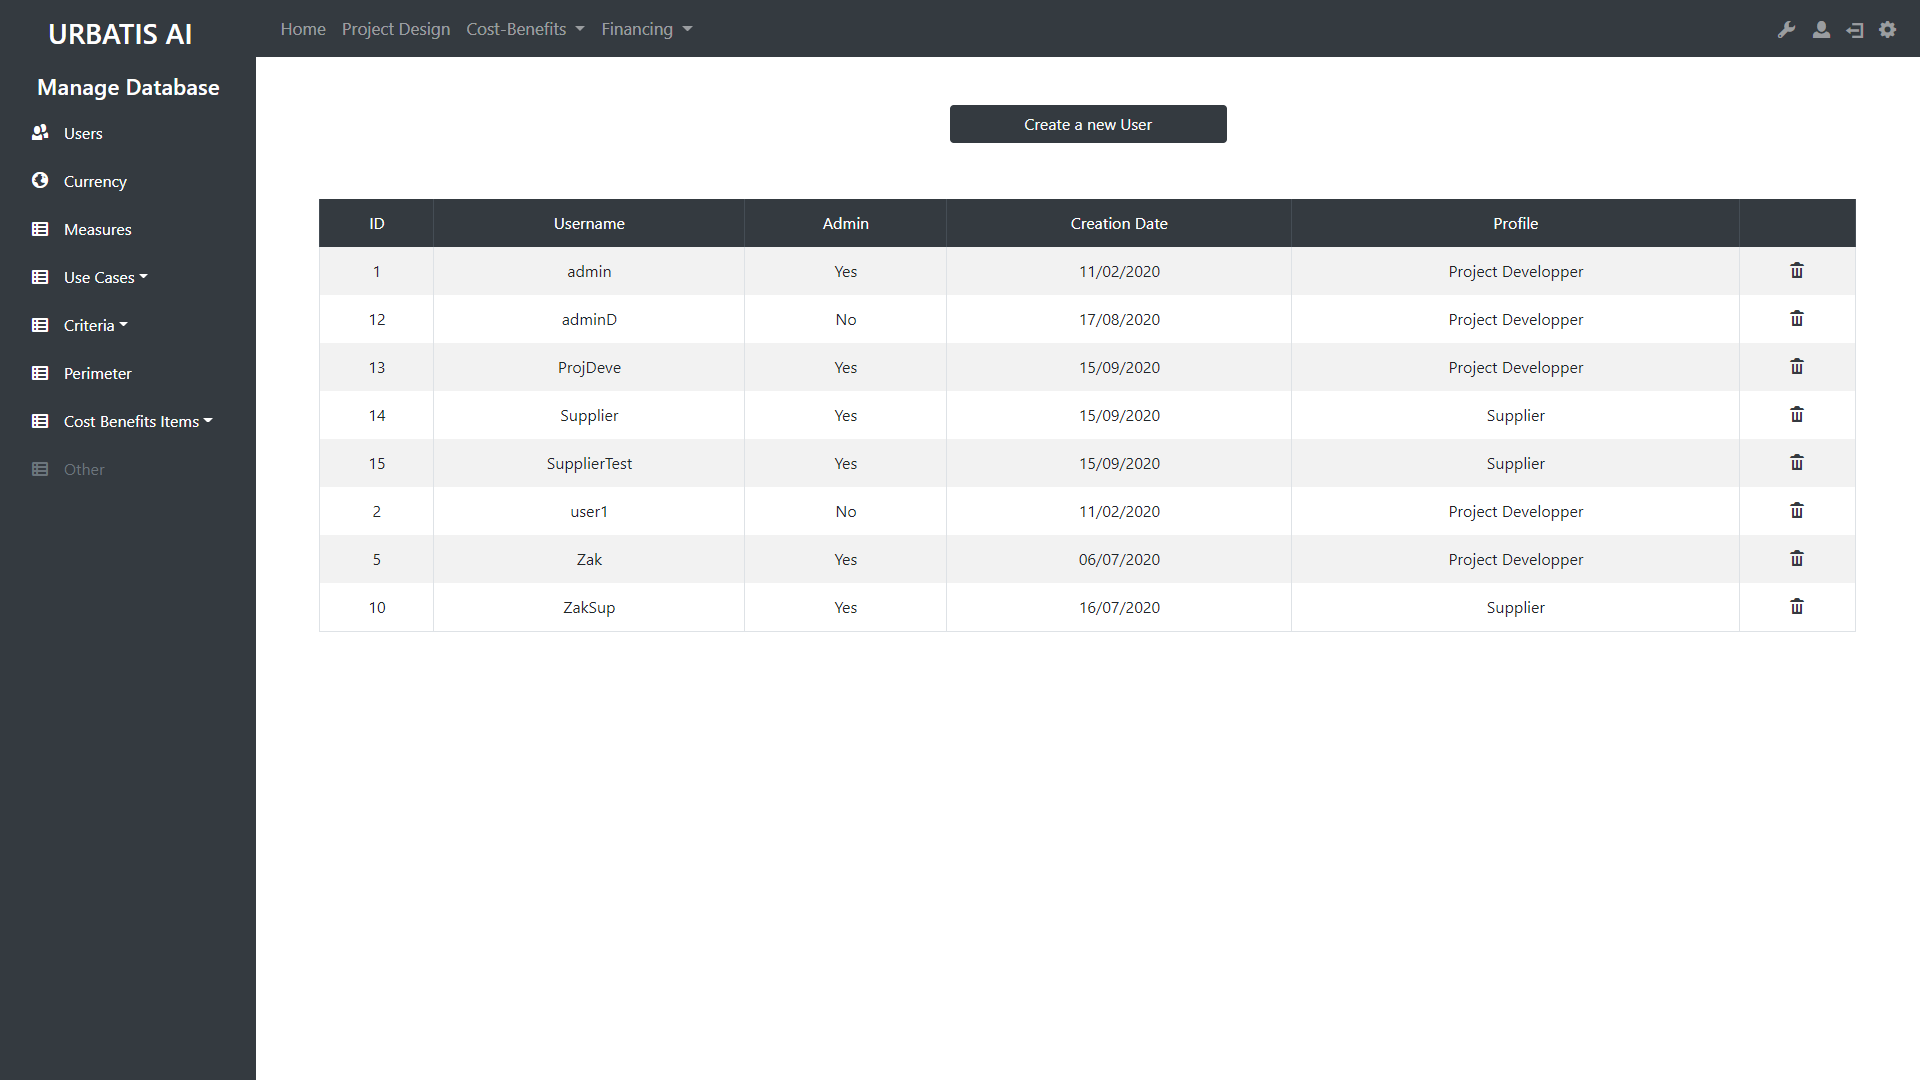 URBATIS AI
Home Project Design Cost-Benefits Financing
Manage Database
Users
Currency
Measures
Use Cases
Criteria
Perimeter
Cost Benefits Items
Other
Create a new User
ID Username Admin Creation Date Profile
1 admin Yes 11/02/2020 Project Developper
12 adminD No 17/08/2020 Project Developper
13 ProjDeve Yes 15/09/2020 Project Developper
14 Supplier Yes 15/09/2020 Supplier
15 SupplierTest Yes 15/09/2020 Supplier
2 user1 No 11/02/2020 Project Developper
5 Zak Yes 06/07/2020 Project Developper
10 ZakSup Yes 16/07/2020 Supplier